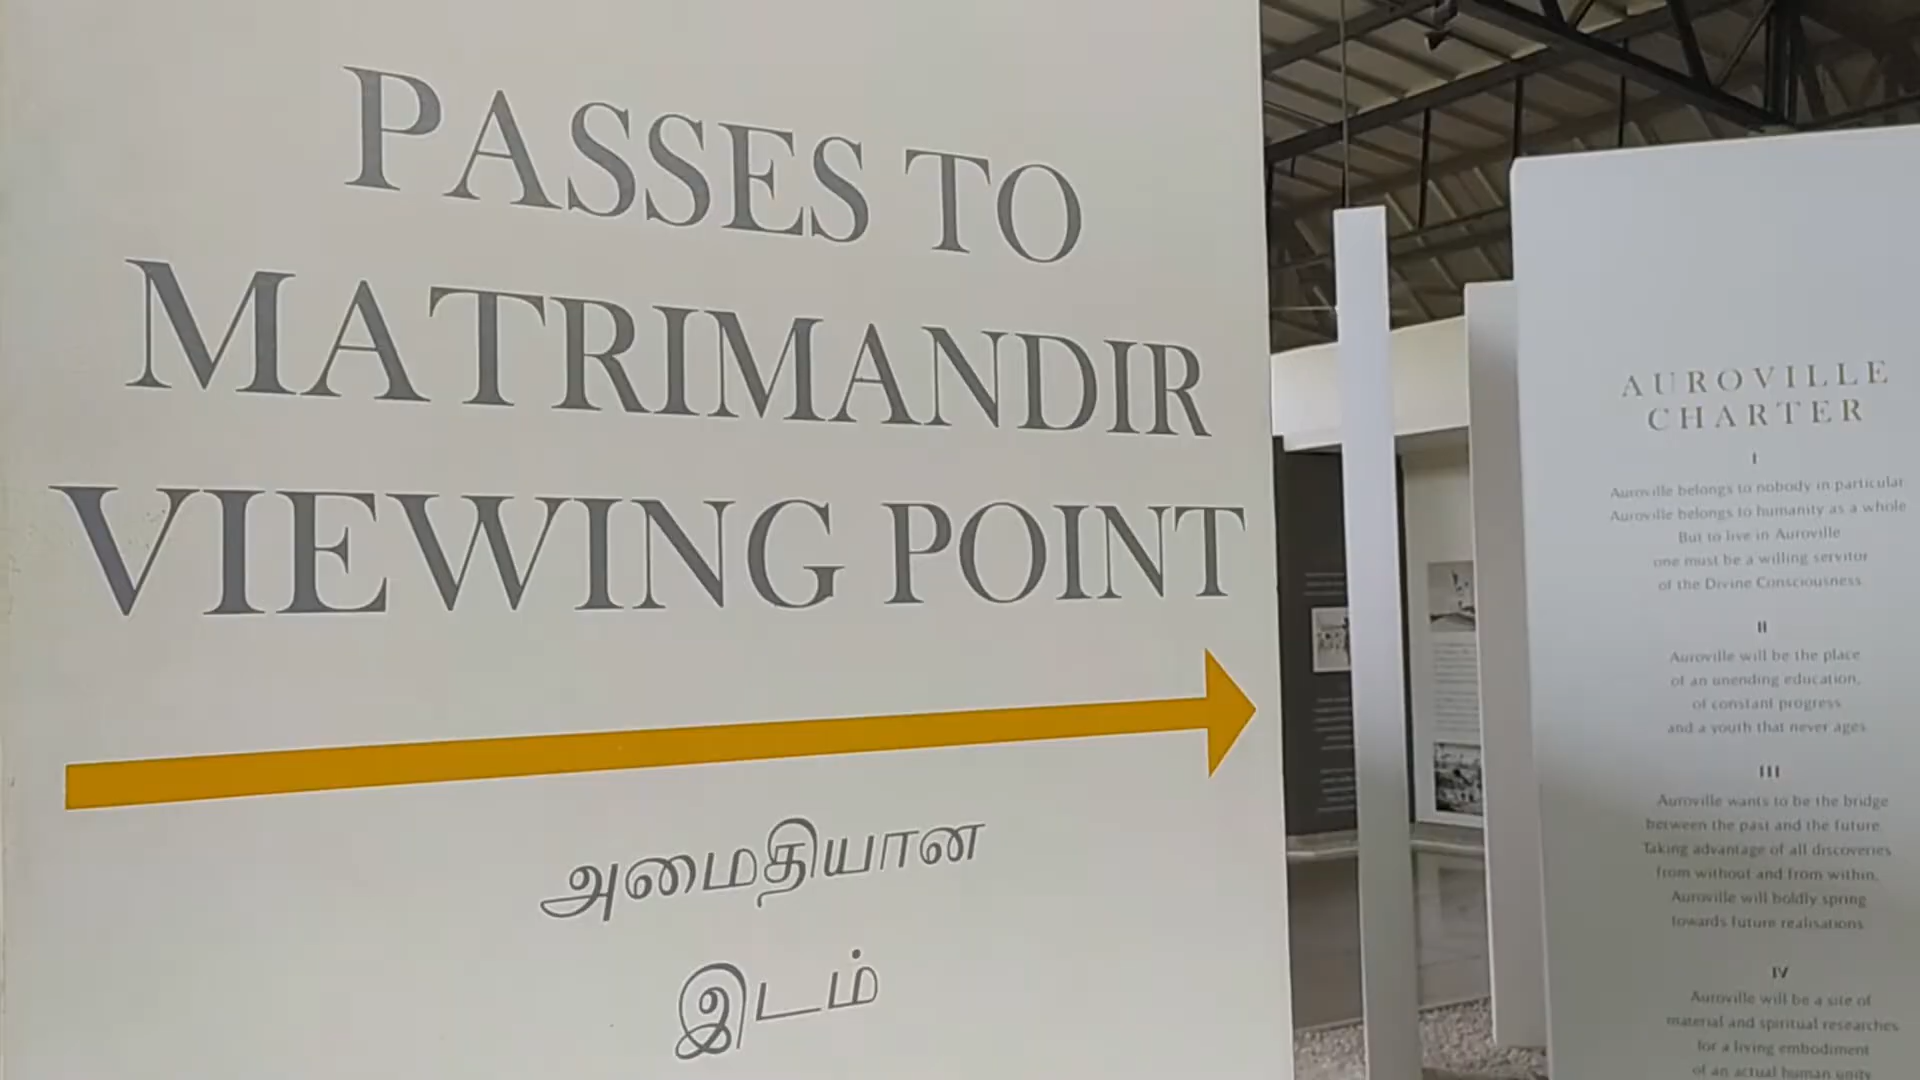 PASSES TO
MATRIMANDIR
VIEWING POINT
அமைதியான
இடம்
AUROVILLE
CHARTER
I
Auroville belongs to nobody in particular
Auroville belongs to humanity as a whole
But to live in Auroville
one must be a willing servitor
of the Divine Consciousness
II
Auroville will be the place
of an unending education,
of constant progress
and a youth that never ages
III
Auroville wants to be the bridge
between the past and the future
Taking advantage of all discoveries
from without and from within,
Auroville will boldly spring
towards future realisations
IV
Auroville will be a site of
material and spiritual researches
for a living embodiment
of an actual human unity